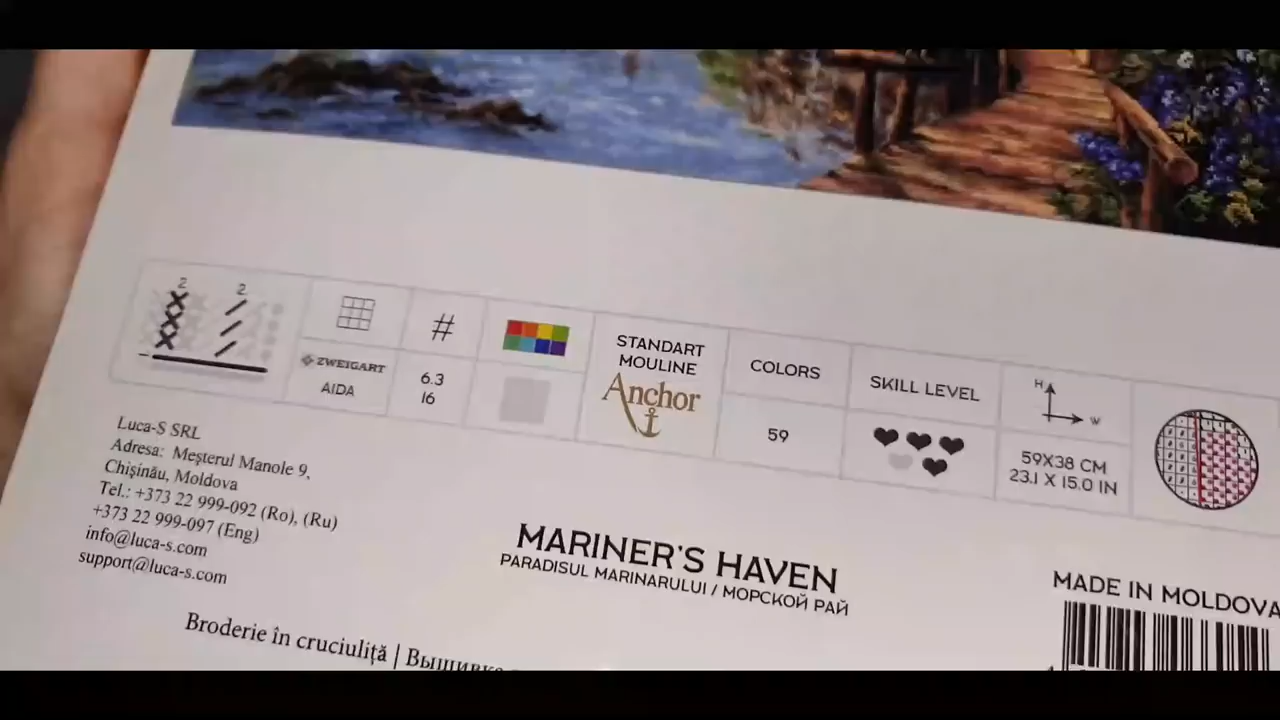 2 2
ZWEIGART
AIDA
#
6.3
16
STANDART
MOULINE
Anchor
COLORS
59
SKILL LEVEL
H
W
59X38 CM
23.1 X 15.0 IN
Luca-S SRL
Adresa: Meşterul Manole 9,
Chişinău, Moldova
Tel.: +373 22 999-092 (Ro), (Ru)
+373 22 999-097 (Eng)
info@luca-s.com
support@luca-s.com
MARINER'S HAVEN
PARADISUL MARINARULUI / МОРСКОЙ РАЙ
MADE IN MOLDOVA
Broderie în cruciuliță | Вышивка